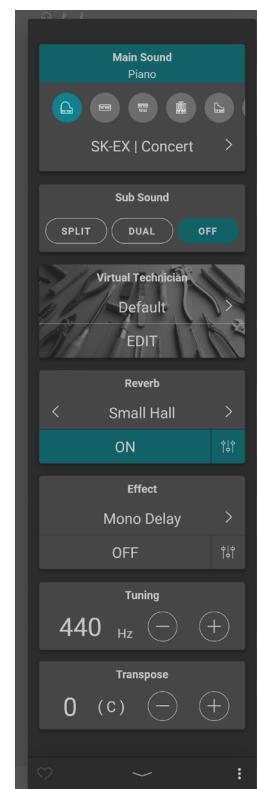 Main Sound
Piano
SK-EX | Concert
Sub Sound
SPLIT DUAL OFF
Virtual Technician
Default
EDIT
Reverb
Small Hall
ON
Effect
Mono Delay
OFF
Tuning
440 Hz
Transpose
0 (C)